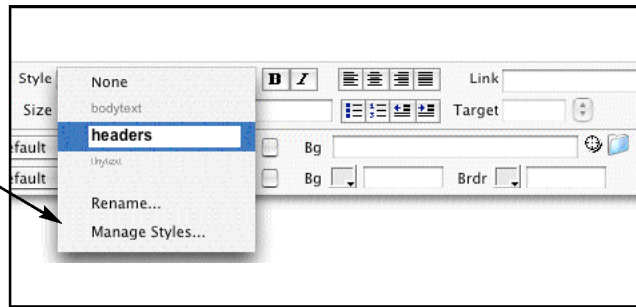 Style None B I Link
Size bodytext Target
headers
efault Bg
efault Bg Brdr
Rename...
Manage Styles...